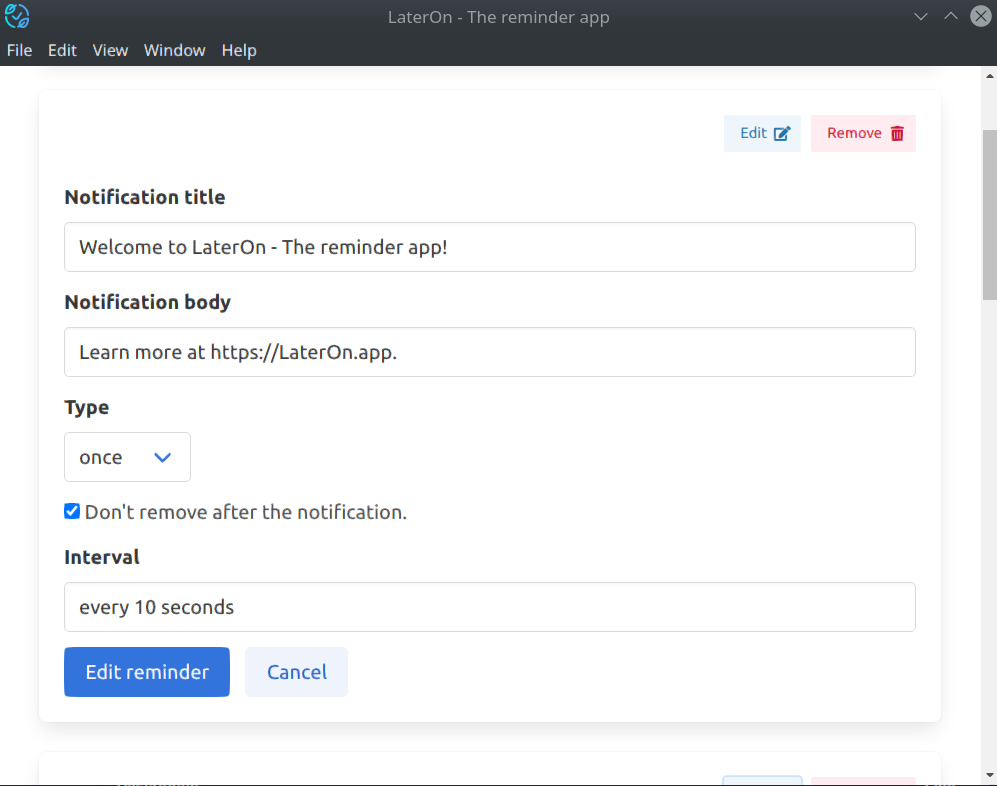 LaterOn - The reminder app
File Edit View Window Help
Edit Remove
Notification title
Welcome to LaterOn - The reminder app!
Notification body
Learn more at https://LaterOn.app.
Type
once
Don't remove after the notification.
Interval
every 10 seconds
Edit reminder Cancel